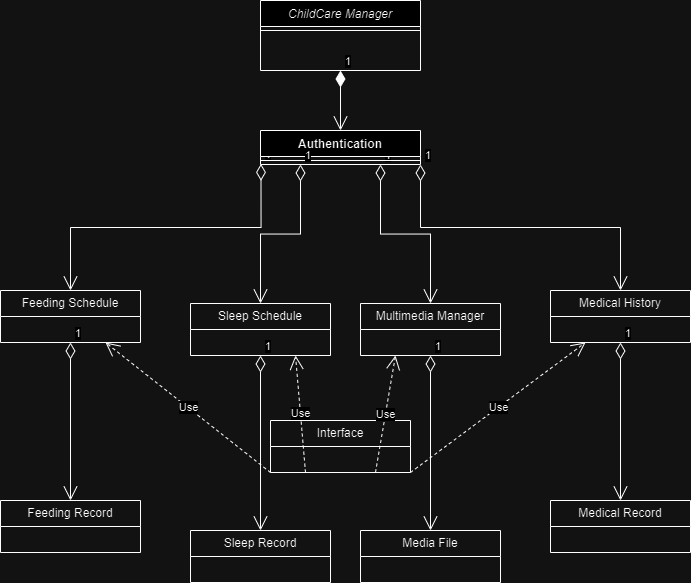 ChildCare Manager
1
Authentication
1
1
Feeding Schedule
1
Sleep Schedule
1
Multimedia Manager
1
Medical History
1
Use
Use
Use
Use
Interface
Feeding Record
Sleep Record
Media File
Medical Record